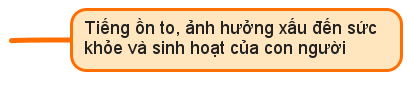 Tiếng ồn to, ảnh hưởng xấu đến sức
khỏe và sinh hoạt của con người